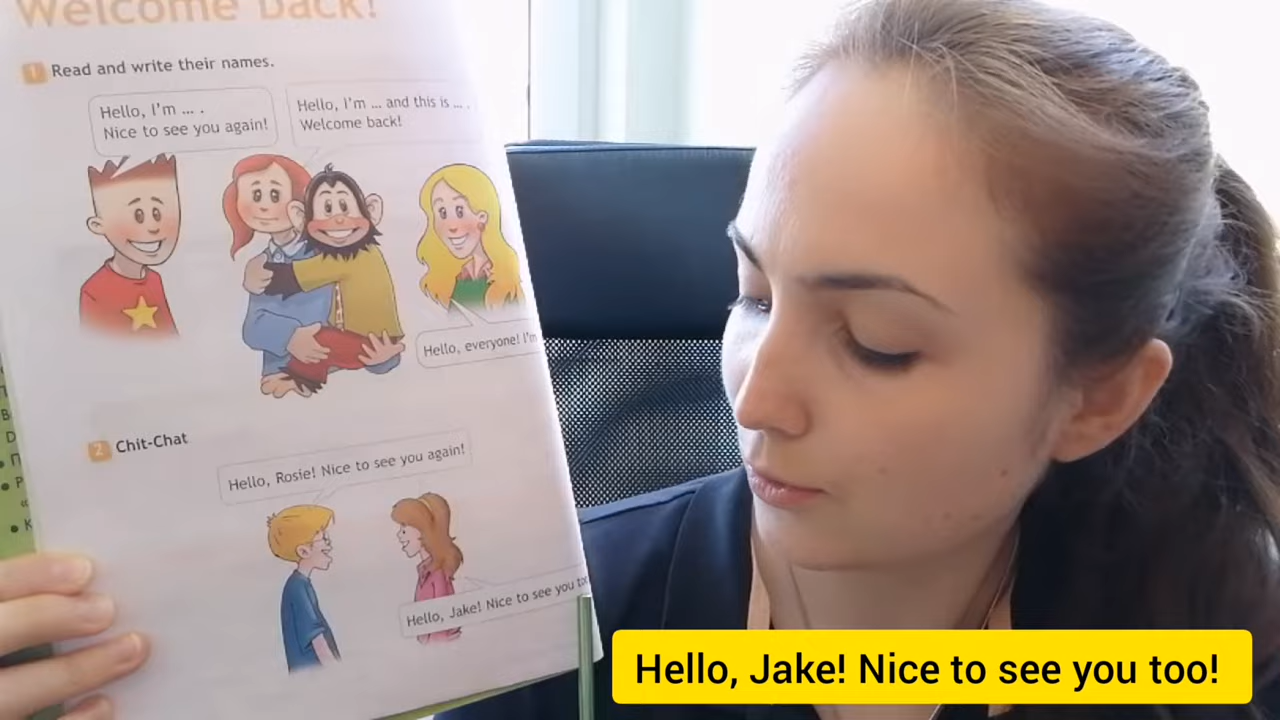 Welcome back!
1 Read and write their names.
Hello, I'm ... .
Nice to see you again!
Hello, I'm ... and this is ... .
Welcome back!
Hello, everyone! I'm
2 Chit-Chat
Hello, Rosie! Nice to see you again!
Hello, Jake! Nice to see you too
Hello, Jake! Nice to see you too!